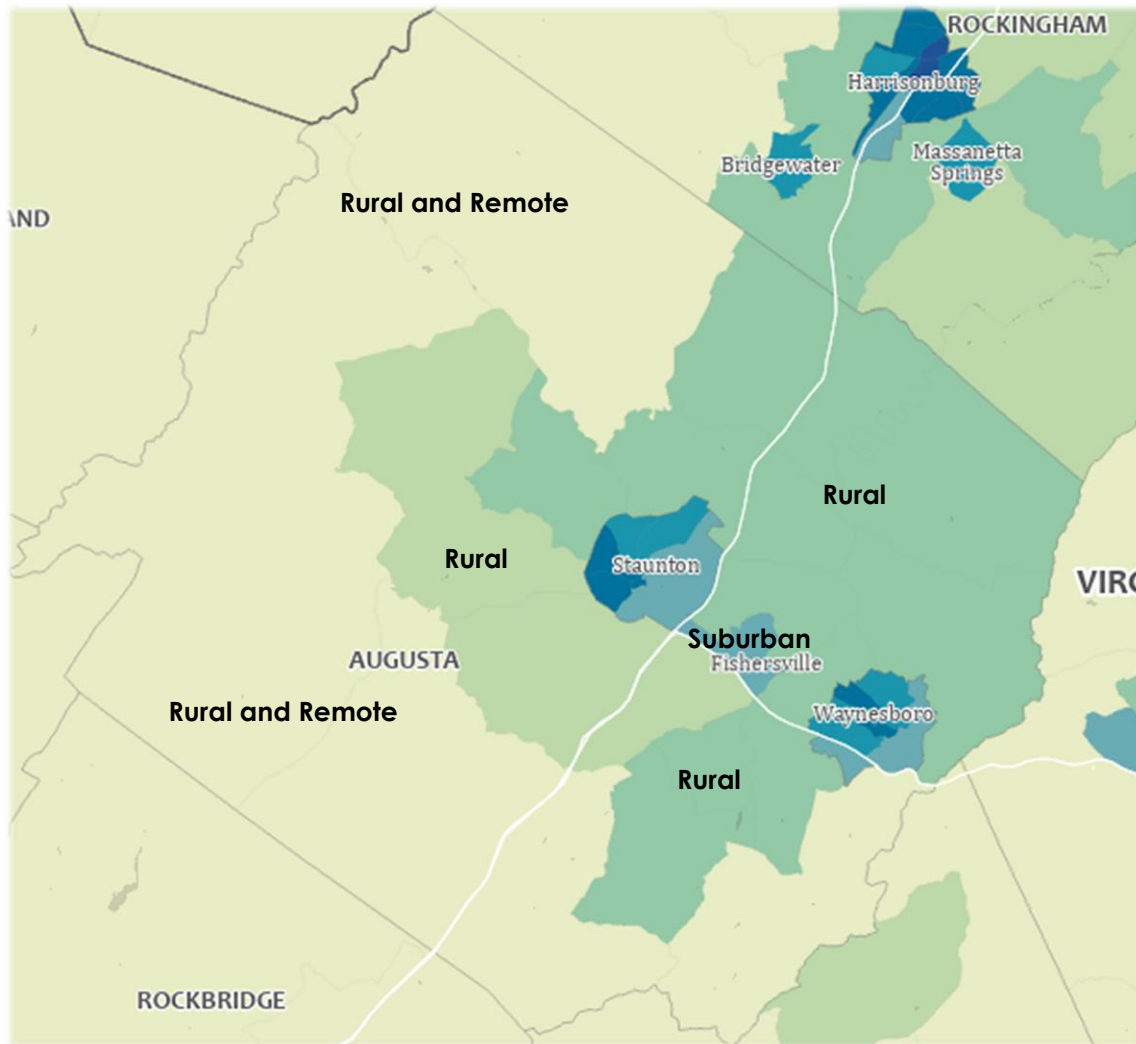 ROCKINGHAM
Harrisonburg
Bridgewater
Massanetta
Springs
Rural and Remote
AND
Rural
Rural
Staunton
VIRG
Suburban
Fishersville
AUGUSTA
Rural and Remote
Waynesboro
Rural
ROCKBRIDGE